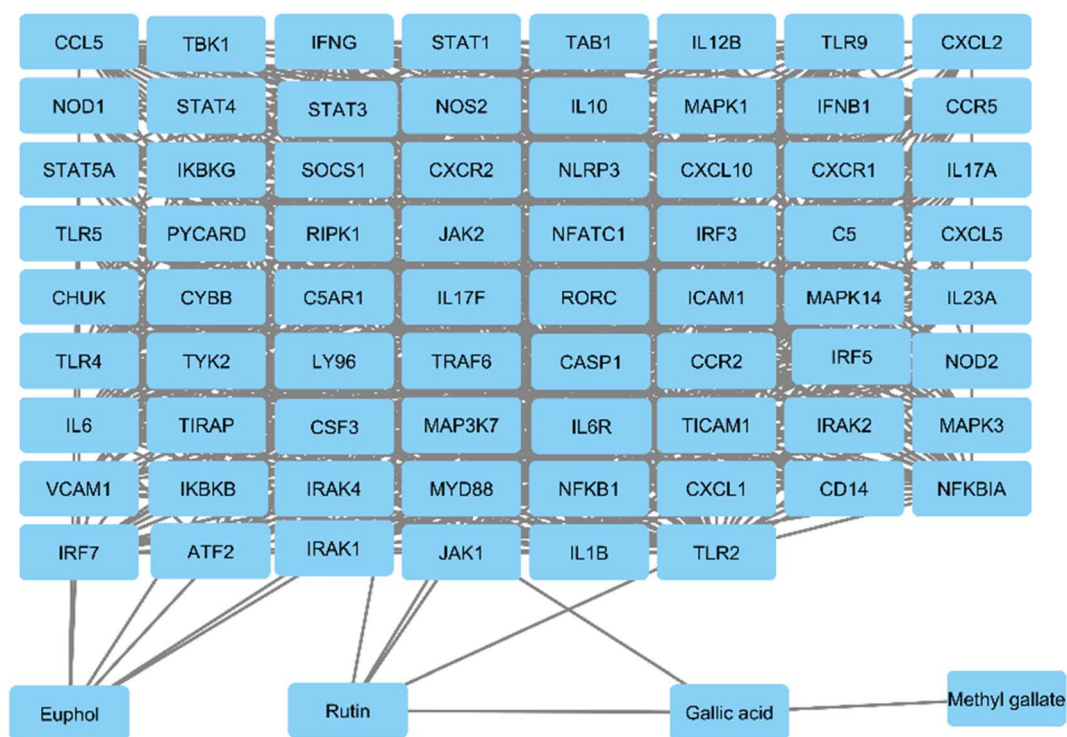 CCL5 TBK1 IFNG STAT1 TAB1 IL12B TLR9 CXCL2
NOD1 STAT4 STAT3 NOS2 IL10 MAPK1 IFNB1 CCR5
STAT5A IKBKG SOCS1 CXCR2 NLRP3 CXCL10 CXCR1 IL17A
TLR5 PYCARD RIPK1 JAK2 NFATC1 IRF3 C5 CXCL5
CHUK CYBB C5AR1 IL17F RORC ICAM1 MAPK14 IL23A
TLR4 TYK2 LY96 TRAF6 CASP1 CCR2 IRF5 NOD2
IL6 TIRAP CSF3 MAP3K7 IL6R TICAM1 IRAK2 MAPK3
VCAM1 IKBKB IRAK4 MYD88 NFKB1 CXCL1 CD14 NFKBIA
IRF7 ATF2 IRAK1 JAK1 IL1B TLR2
Euphol Rutin Gallic acid Methyl gallate